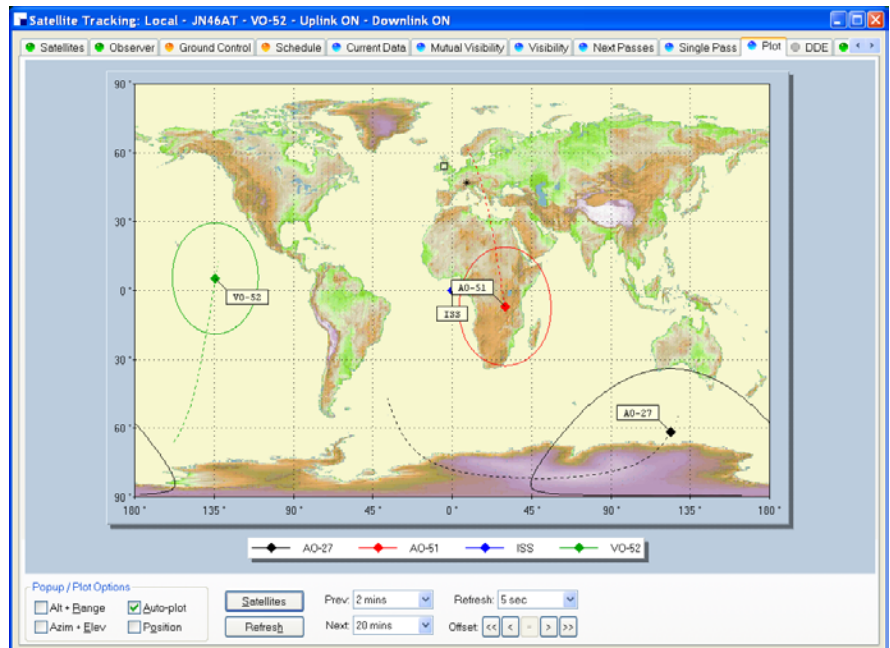 Satellite Tracking: Local - JN46AT - VO-52 - Uplink ON - Downlink ON
Satellites Observer Ground Control Schedule Current Data Mutual Visibility Visibility Next Passes Single Pass Plot DDE
90°
60°
30°
0°
30°
60°
90°
VO-52
AO-51
ISS
AO-27
180° 135° 90° 45° 0° 45° 90° 135° 180°
AO-27 AO-51 ISS VO-52
Popup / Plot Options
Alt + Range Auto-plot
Azim + Elev Position
Satellites
Refresh
Prev: 2 mins
Next: 20 mins
Refresh: 5 sec
Offset: << < - > >>